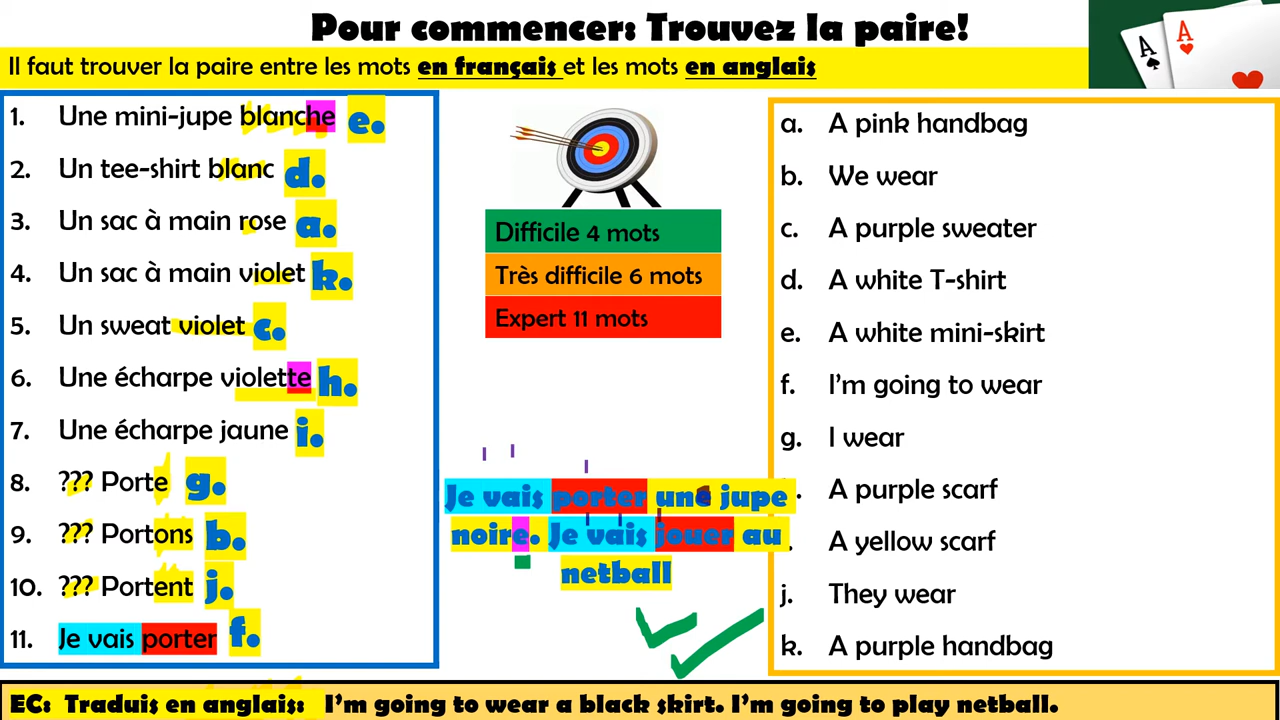 Pour commencer: Trouvez la paire!
Il faut trouver la paire entre les mots en français et les mots en anglais
1. Une mini-jupe blanche e.
2. Un tee-shirt blanc d.
3. Un sac à main rose a.
4. Un sac à main violet k.
5. Un sweat violet c.
6. Une écharpe violette h.
7. Une écharpe jaune i.
8. ??? Porte g.
9. ??? Portons b.
10. ??? Portent j.
11. Je vais porter f.
Difficile 4 mots
Très difficile 6 mots
Expert 11 mots
Je vais porter une jupe
noire. Je vais jouer au
netball
a. A pink handbag
b. We wear
c. A purple sweater
d. A white T-shirt
e. A white mini-skirt
f. I'm going to wear
g. I wear
A purple scarf
A yellow scarf
j. They wear
k. A purple handbag
EC: Traduis en anglais: I'm going to wear a black skirt. I'm going to play netball.
A A